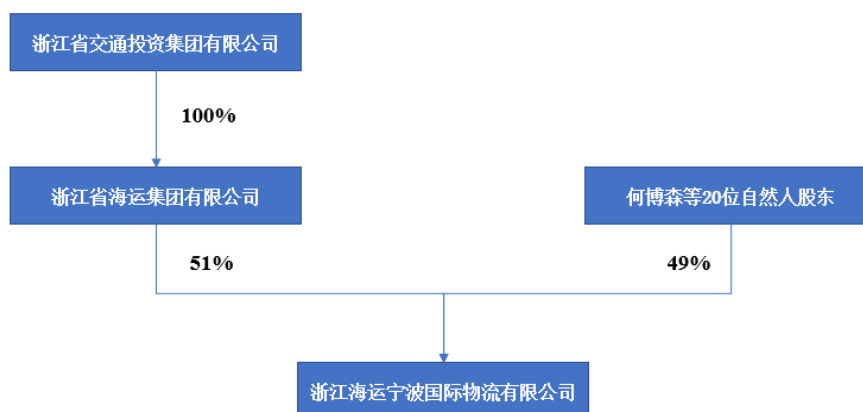 浙江省交通投资集团有限公司
100%
浙江省海运集团有限公司
何博森等20位自然人股东
51%
49%
浙江海运宁波国际物流有限公司